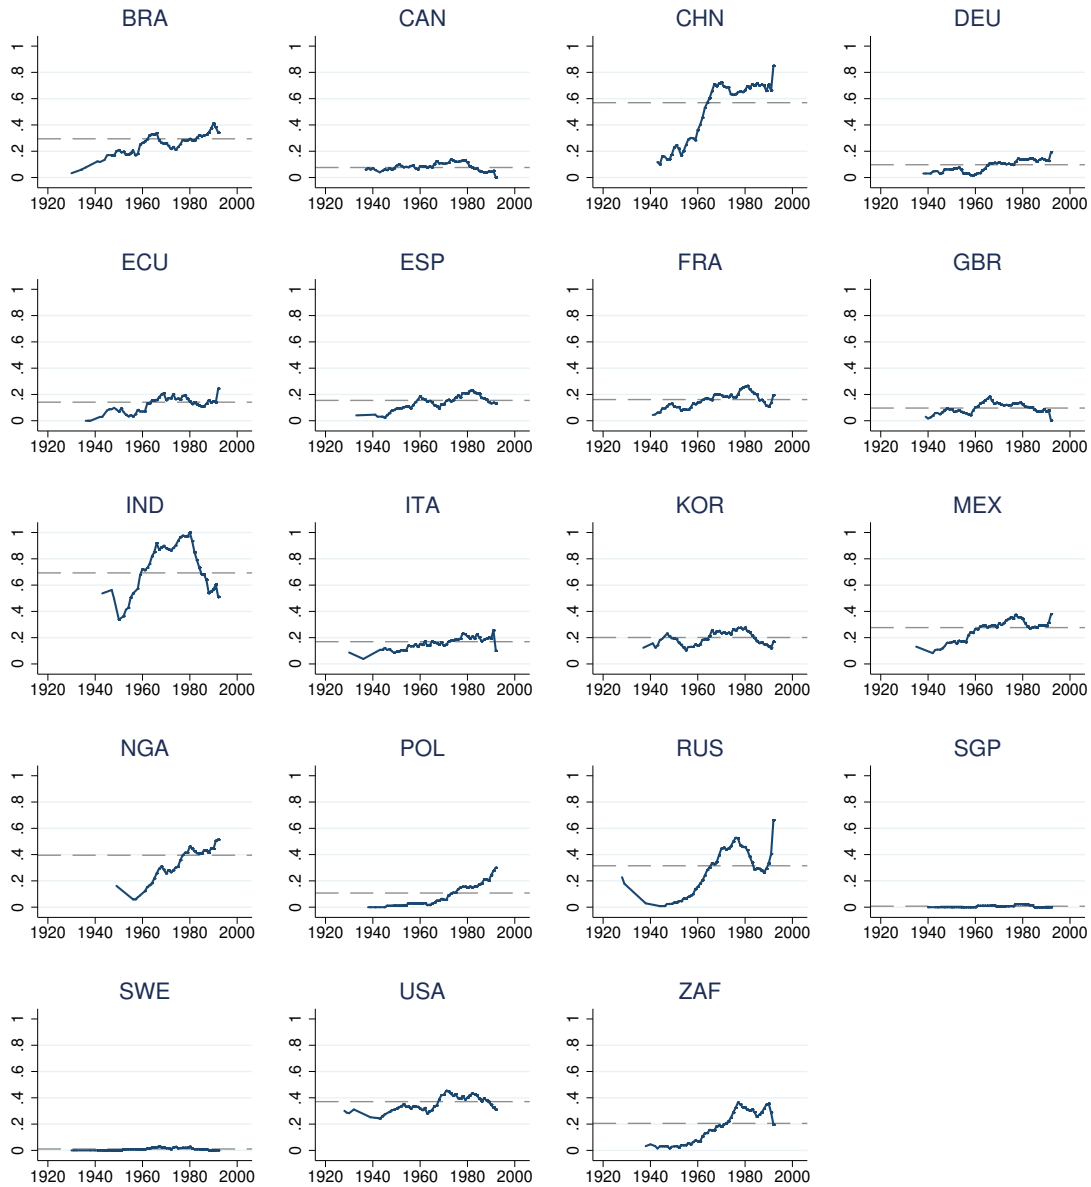 BRA CAN CHN DEU
1 1 1 1
.8 .8 .8 .8
.6 .6 .6 .6
.4 .4 .4 .4
.2 .2 .2 .2
0 0 0 0
1920 1940 1960 1980 2000 1920 1940 1960 1980 2000 1920 1940 1960 1980 2000 1920 1940 1960 1980 2000
ECU ESP FRA GBR
1 1 1 1
.8 .8 .8 .8
.6 .6 .6 .6
.4 .4 .4 .4
.2 .2 .2 .2
0 0 0 0
1920 1940 1960 1980 2000 1920 1940 1960 1980 2000 1920 1940 1960 1980 2000 1920 1940 1960 1980 2000
IND ITA KOR MEX
1 1 1 1
.8 .8 .8 .8
.6 .6 .6 .6
.4 .4 .4 .4
.2 .2 .2 .2
0 0 0 0
1920 1940 1960 1980 2000 1920 1940 1960 1980 2000 1920 1940 1960 1980 2000 1920 1940 1960 1980 2000
NGA POL RUS SGP
1 1 1 1
.8 .8 .8 .8
.6 .6 .6 .6
.4 .4 .4 .4
.2 .2 .2 .2
0 0 0 0
1920 1940 1960 1980 2000 1920 1940 1960 1980 2000 1920 1940 1960 1980 2000 1920 1940 1960 1980 2000
SWE USA ZAF
1 1 1
.8 .8 .8
.6 .6 .6
.4 .4 .4
.2 .2 .2
0 0 0
1920 1940 1960 1980 2000 1920 1940 1960 1980 2000 1920 1940 1960 1980 2000